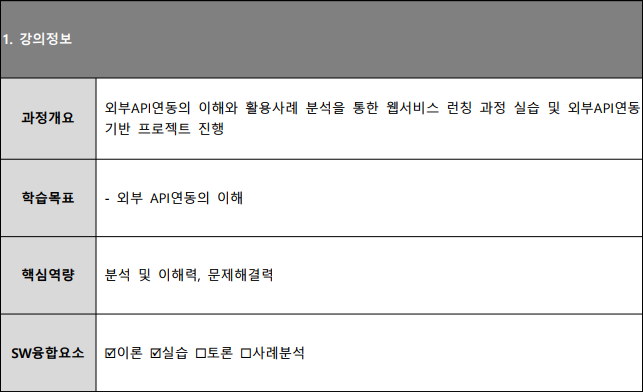 1. 강의정보
과정개요
외부API연동의 이해와 활용사례 분석을 통한 웹서비스 런칭 과정 실습 및 외부API연동
기반 프로젝트 진행
학습목표
- 외부 API연동의 이해
핵심역량
분석 및 이해력, 문제해결력
SW융합요소
☑이론 ☑실습 ☐토론 ☐사례분석